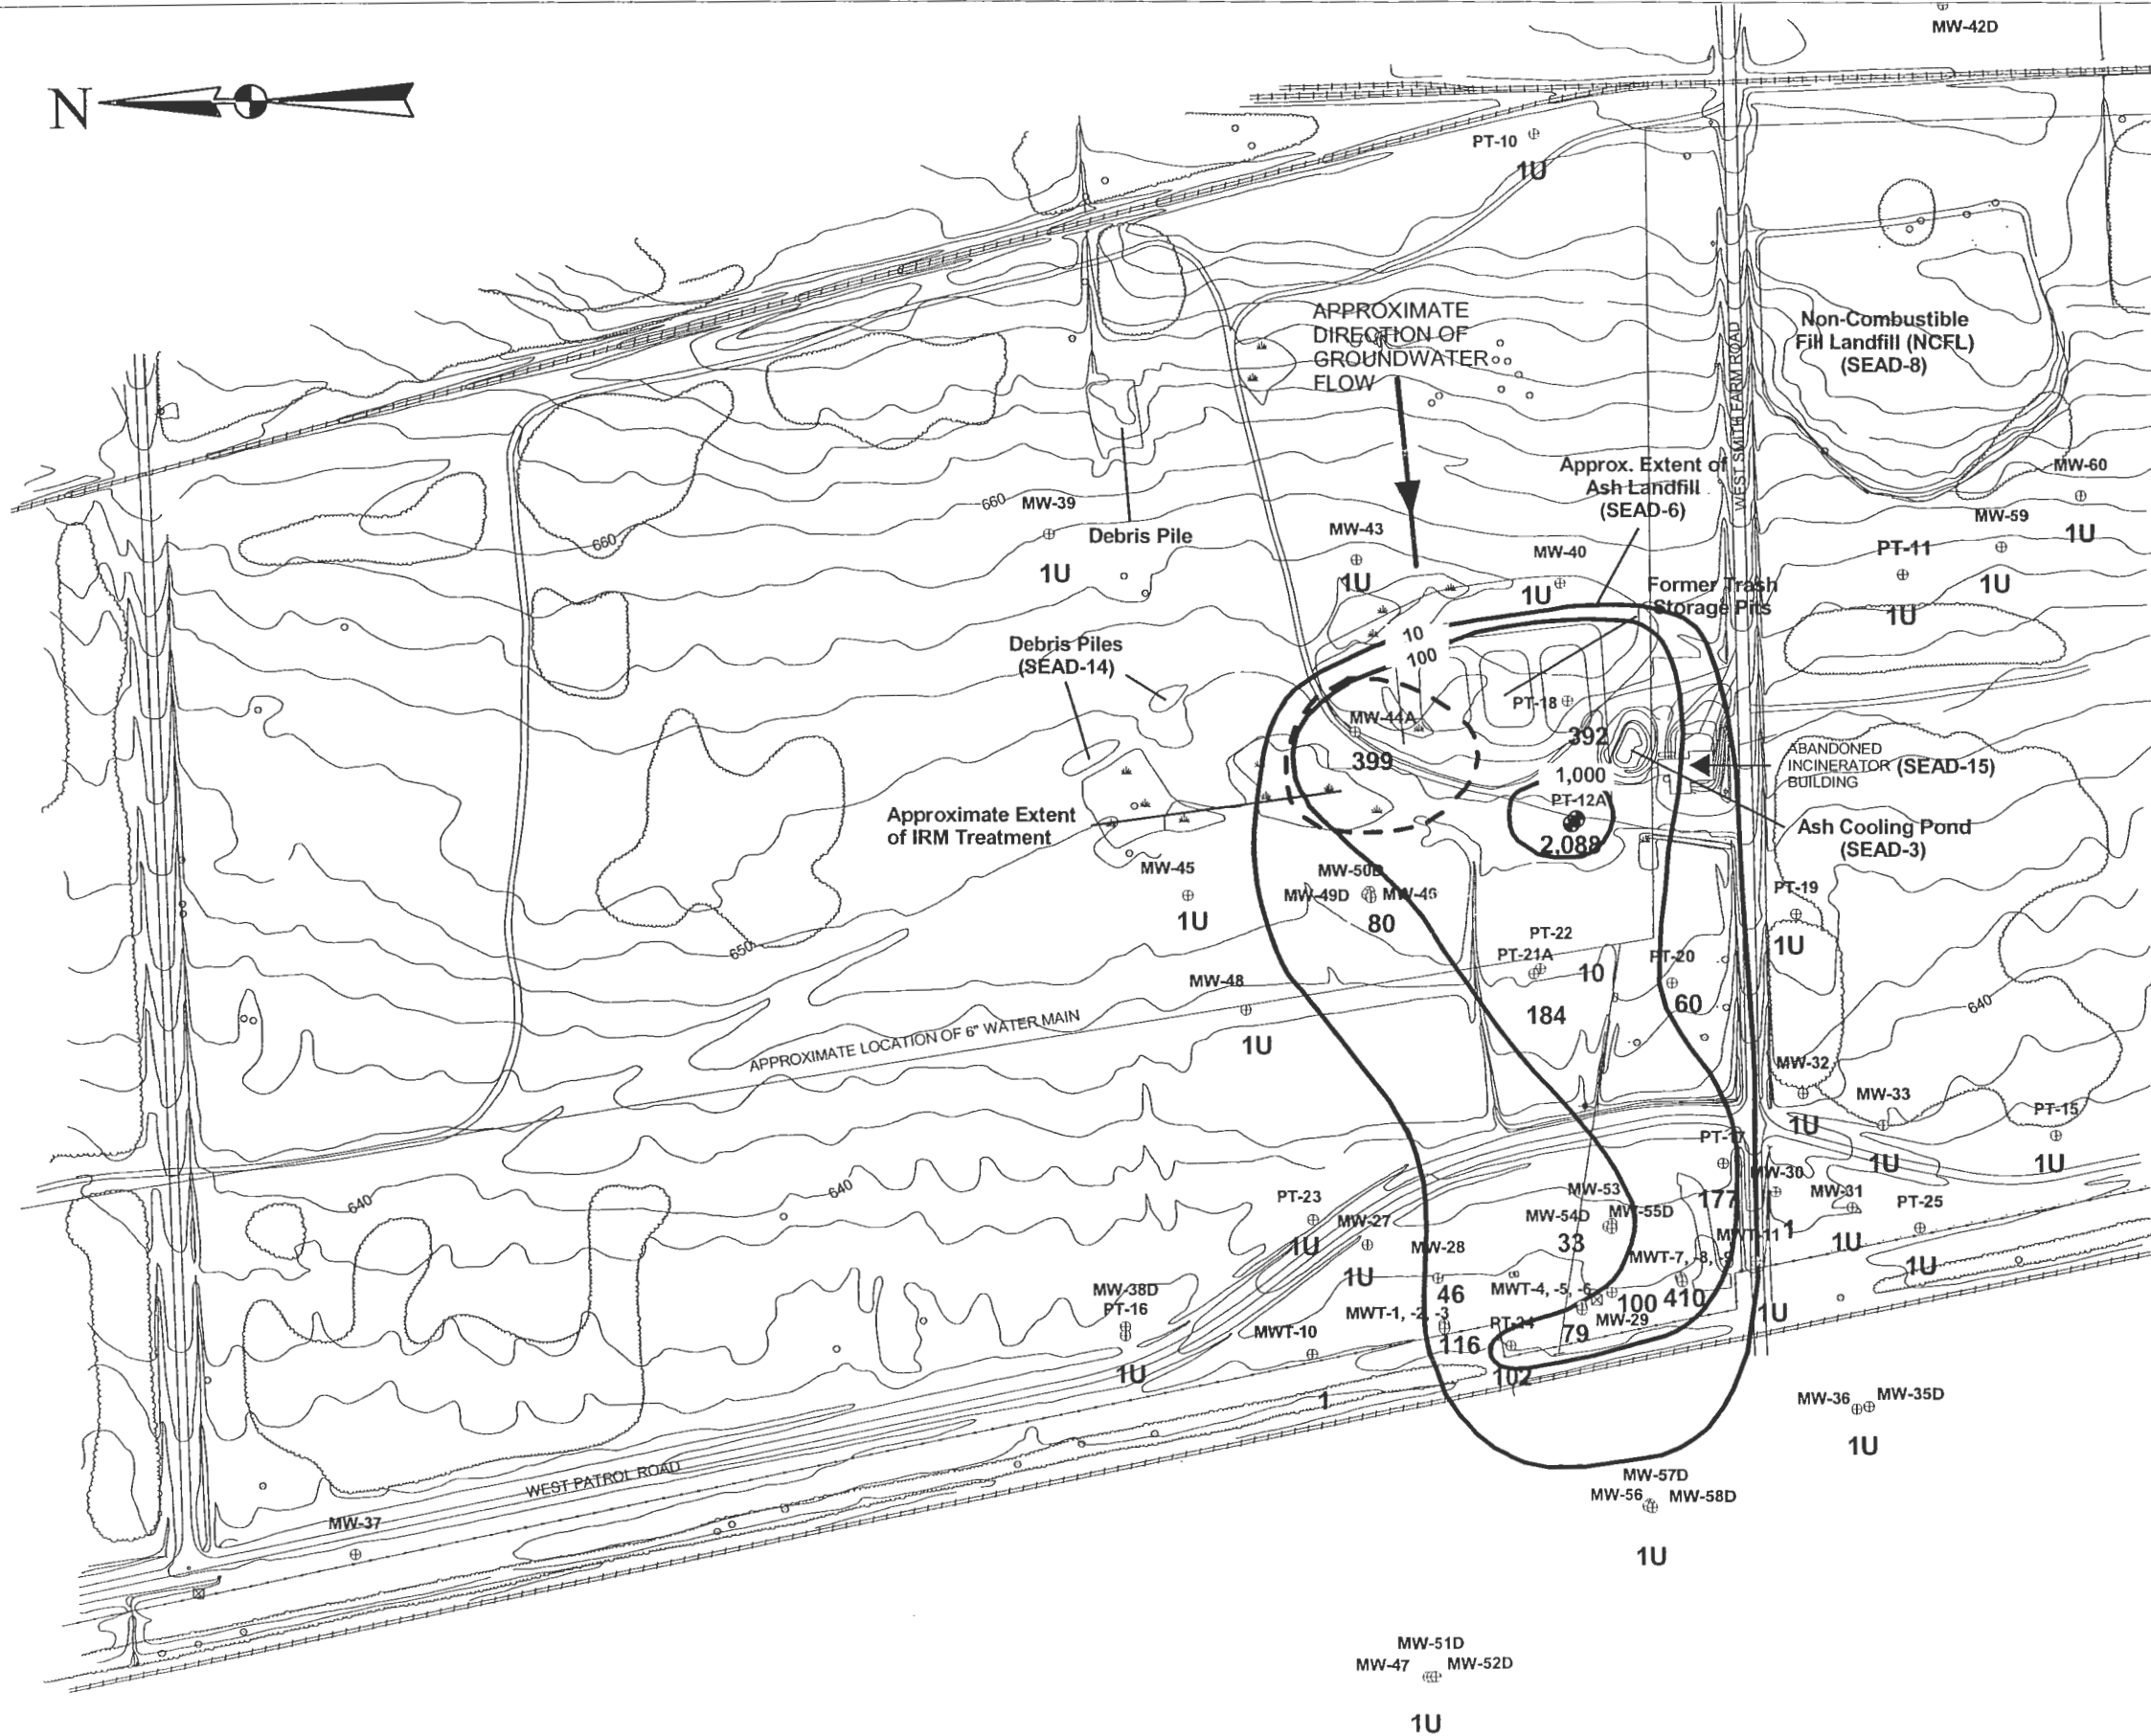 MW-42D
N
PT-10
1U
APPROXIMATE
DIRECTION OF
GROUNDWATER
FLOW
Non-Combustible
Fill Landfill (NCFL)
(SEAD-8)
WEST SMITH FARM ROAD
Approx. Extent of
Ash Landfill
(SEAD-6)
MW-60
1U
660
660
MW-39
1U
Debris Pile
MW-43
1U
MW-40
1U
MW-59
1U
PT-11
1U
Former Trash
Storage Pits
10
100
Debris Piles
(SEAD-14)
PT-18
392
MW-44A
399
1,000
PT-12A
2,088
ABANDONED
INCINERATOR (SEAD-15)
BUILDING
Approximate Extent
of IRM Treatment
Ash Cooling Pond
(SEAD-3)
MW-45
1U
MW-50D
MW-49D
MW-46
80
PT-19
1U
650
PT-22
PT-21A
10
184
PT-20
60
MW-48
1U
640
APPROXIMATE LOCATION OF 6" WATER MAIN
MW-32
1U
MW-33
1U
PT-15
1U
PT-17
177
MW-30
1
MW-31
1U
PT-25
1U
640
640
PT-23
1U
MW-27
1U
MW-28
46
MW-53
MW-54D
MW-55D
33
MWT-11
1U
MWT-7, -8, -9
410
MWT-4, -5, -6
100
MW-29
79
MW-38D
PT-16
1U
MWT-1, -2, -3
116
MWT-10
1
PT-24
102
MW-36
MW-35D
1U
WEST PATROL ROAD
MW-37
MW-57D
MW-56
MW-58D
1U
MW-51D
MW-47
MW-52D
1U